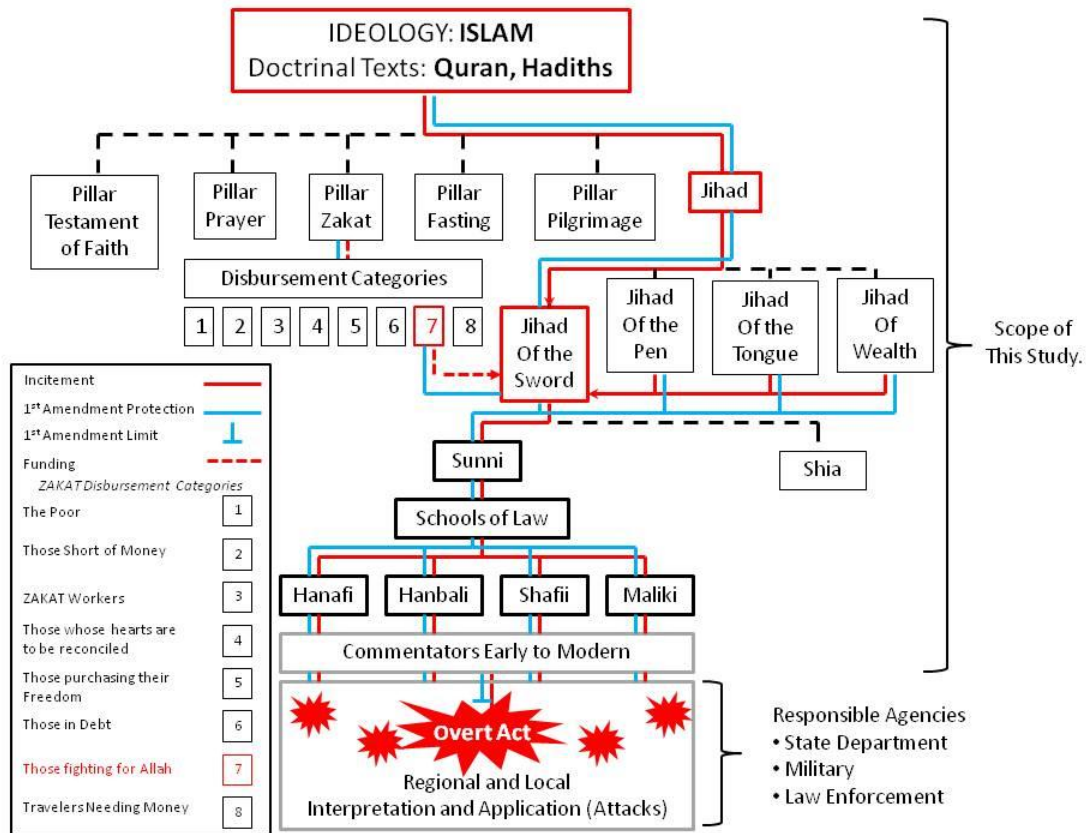 IDEOLOGY: ISLAM
Doctrinal Texts: Quran, Hadiths
Pillar
Testament
of Faith
Pillar
Prayer
Pillar
Zakat
Pillar
Fasting
Pillar
Pilgrimage
Jihad
Disbursement Categories
1
2
3
4
5
6
7
8
Jihad
Of the
Sword
Jihad
Of the
Pen
Jihad
Of the
Tongue
Jihad
Of
Wealth
Scope of
This Study.
Sunni
Shia
Schools of Law
Hanafi
Hanbali
Shafii
Maliki
Commentators Early to Modern
Overt Act
Regional and Local
Interpretation and Application (Attacks)
Responsible Agencies
• State Department
• Military
• Law Enforcement
Incitement
1st Amendment Protection
1st Amendment Limit
Funding
ZAKAT Disbursement Categories
The Poor 1
Those Short of Money 2
ZAKAT Workers 3
Those whose hearts are
to be reconciled 4
Those purchasing their
Freedom 5
Those in Debt 6
Those fighting for Allah 7
Travelers Needing Money 8